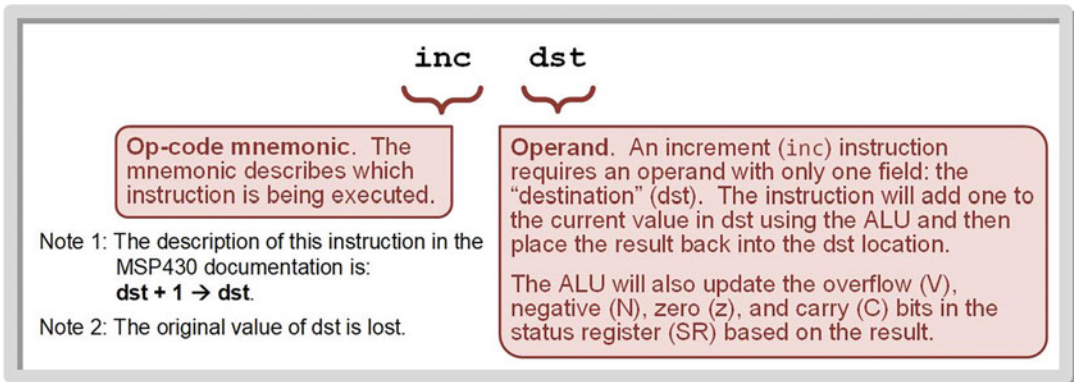 inc dst
Op-code mnemonic. The
mnemonic describes which
instruction is being executed.
Operand. An increment (inc) instruction
requires an operand with only one field: the
“destination” (dst). The instruction will add one to
the current value in dst using the ALU and then
place the result back into the dst location.
The ALU will also update the overflow (V),
negative (N), zero (z), and carry (C) bits in the
status register (SR) based on the result.
Note 1: The description of this instruction in the
MSP430 documentation is:
dst + 1 → dst.
Note 2: The original value of dst is lost.